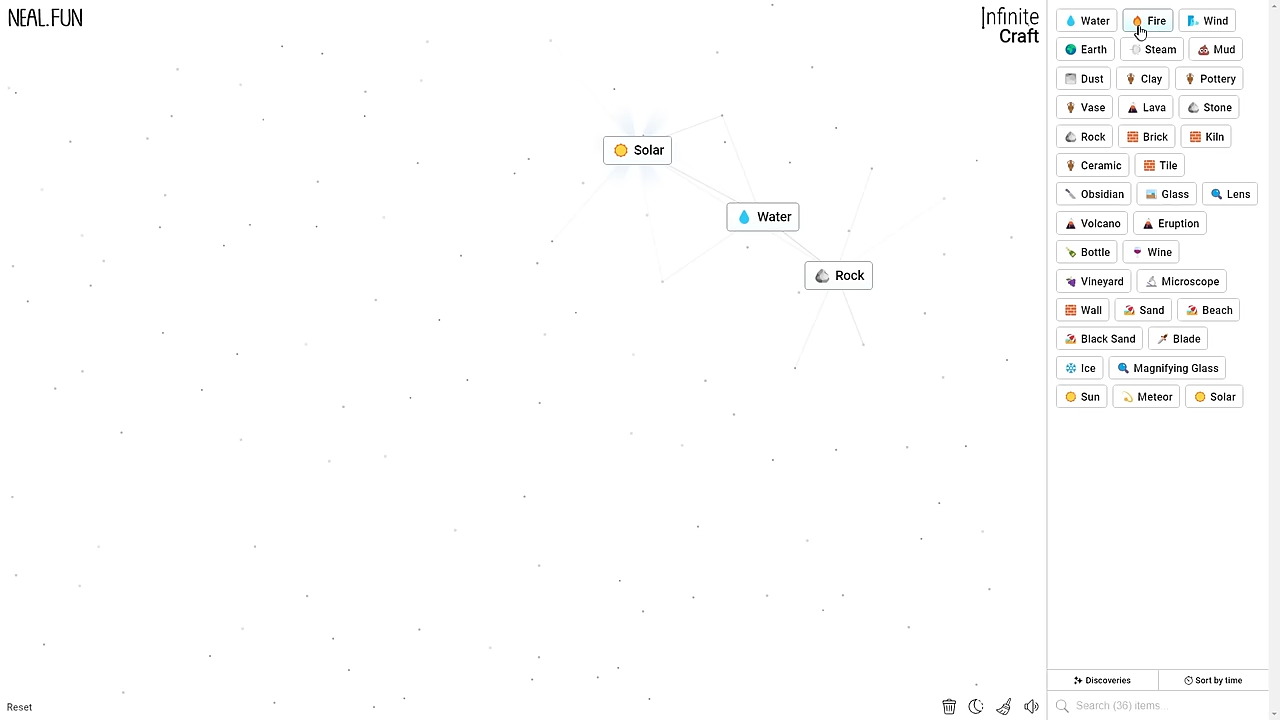 NEAL.FUN
Infinite
Craft
Solar
Water
Rock
Water Fire Wind
Earth Steam Mud
Dust Clay Pottery
Vase Lava Stone
Rock Brick Kiln
Ceramic Tile
Obsidian Glass Lens
Volcano Eruption
Bottle Wine
Vineyard Microscope
Wall Sand Beach
Black Sand Blade
Ice Magnifying Glass
Sun Meteor Solar
Discoveries Sort by time
Search (36) items...
Reset